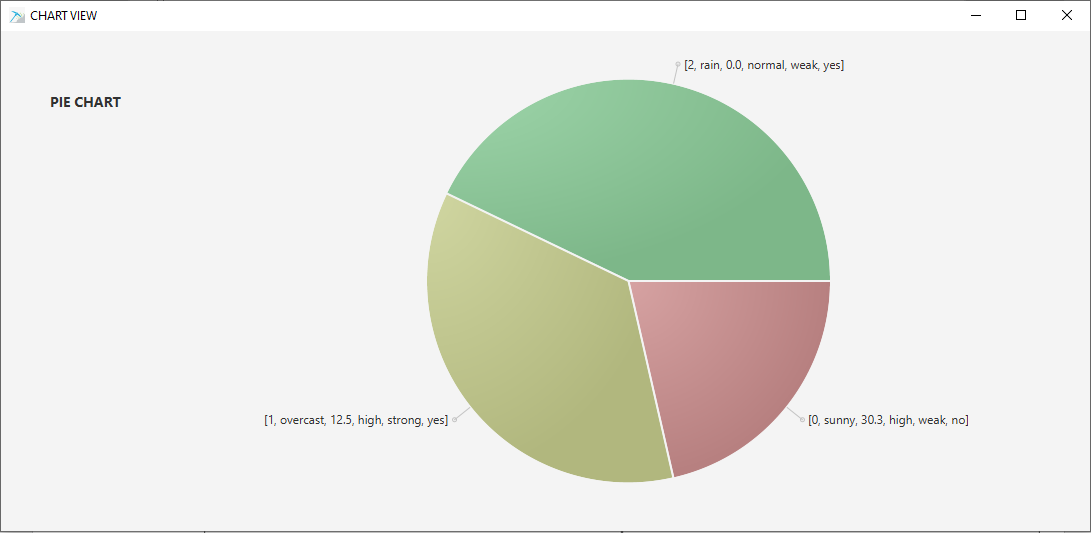 CHART VIEW
[2, rain, 0.0, normal, weak, yes]
PIE CHART
[1, overcast, 12.5, high, strong, yes]
[0, sunny, 30.3, high, weak, no]